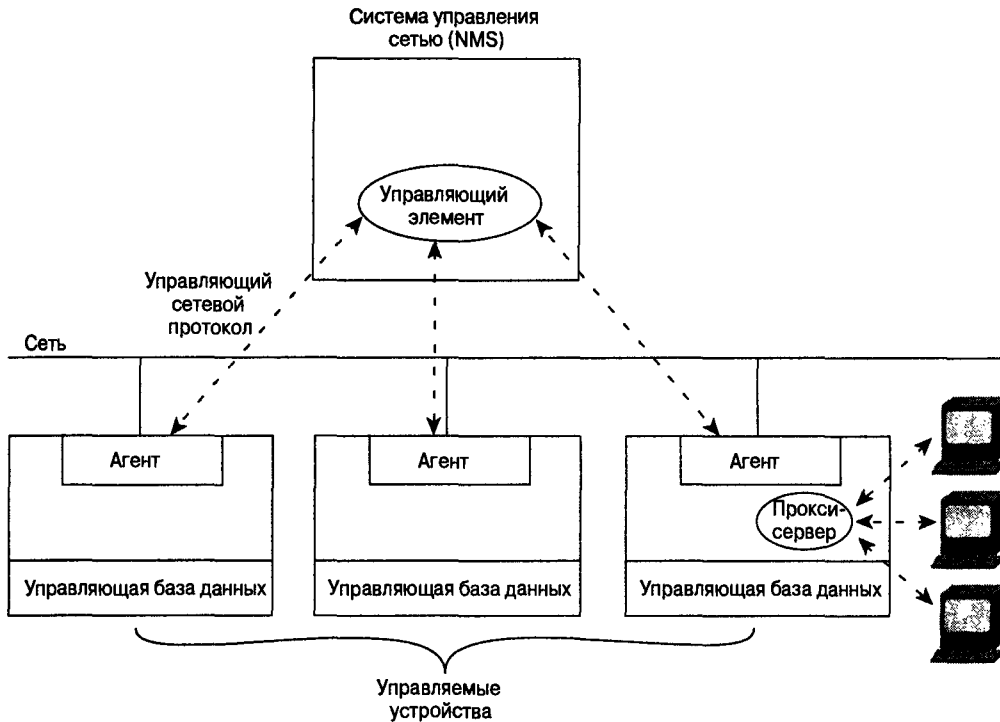 Система управления
сетью (NMS)
Управляющий
элемент
Управляющий
сетевой
протокол
Сеть
Агент
Агент
Агент
Прокси-
сервер
Управляющая база данных
Управляющая база данных
Управляющая база данных
Управляемые
устройства